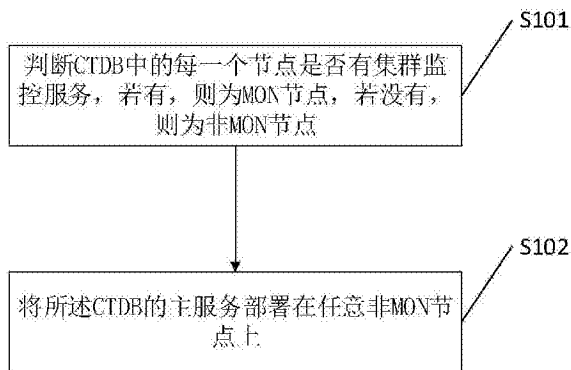 S101
判断CTDB中的每一个节点是否有集群监
控服务，若有，则为MON节点，若没有，
则为非MON节点
S102
将所述CTDB的主服务部署在任意非MON节
点上